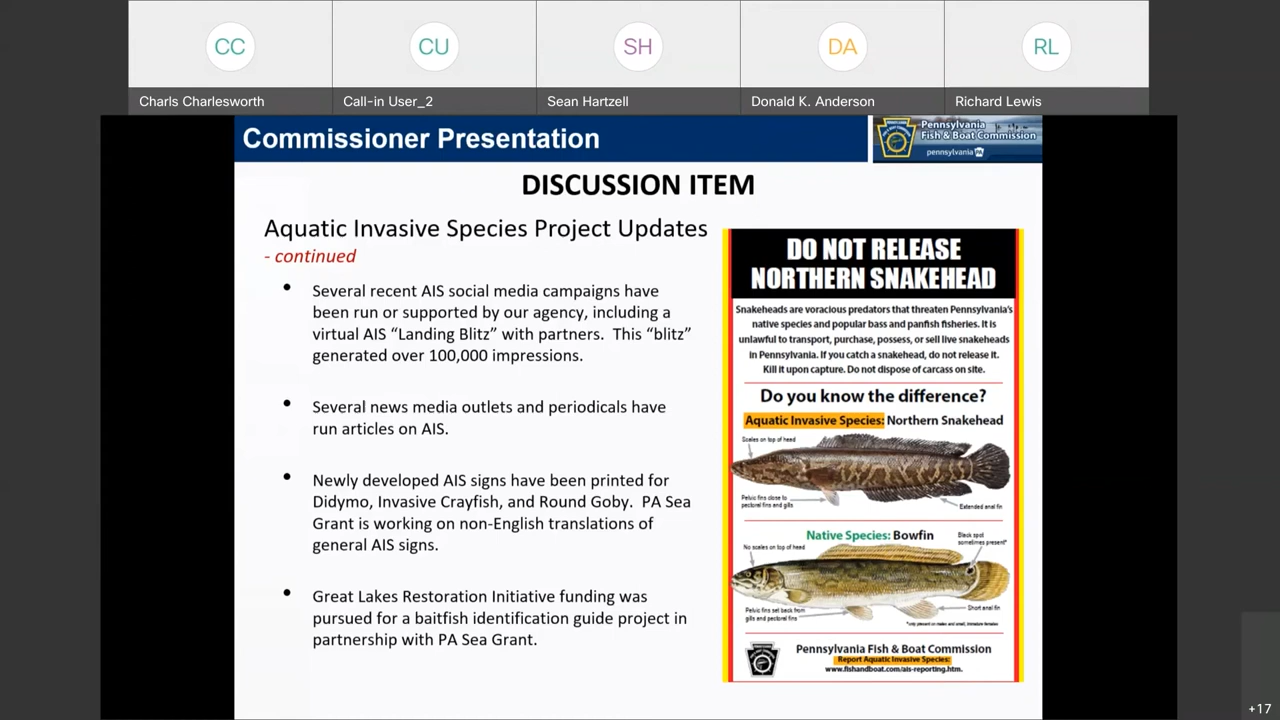 CC
CU
SH
DA
RL
Charls Charlesworth
Call-in User_2
Sean Hartzell
Donald K. Anderson
Richard Lewis
Commissioner Presentation
Pennsylvania
Fish & Boat Commission
pennsylvania PA
DISCUSSION ITEM
Aquatic Invasive Species Project Updates
- continued
• Several recent AIS social media campaigns have
been run or supported by our agency, including a
virtual AIS “Landing Blitz” with partners. This “blitz”
generated over 100,000 impressions.
• Several news media outlets and periodicals have
run articles on AIS.
• Newly developed AIS signs have been printed for
Didymo, Invasive Crayfish, and Round Goby. PA Sea
Grant is working on non-English translations of
general AIS signs.
• Great Lakes Restoration Initiative funding was
pursued for a baitfish identification guide project in
partnership with PA Sea Grant.
DO NOT RELEASE
NORTHERN SNAKEHEAD
Snakeheads are voracious predators that threaten Pennsylvania's
native species and popular bass and panfish fisheries. It is
unlawful to transport, purchase, possess, or sell live snakeheads
in Pennsylvania. If you catch a snakehead, do not release it.
Kill it upon capture. Do not dispose of carcass on site.
Do you know the difference?
Aquatic Invasive Species: Northern Snakehead
Scales on top of head
Pelvic fins close to
pectoral fins and gills
Extended anal fin
Native Species: Bowfin
No scales on top of head
Black spot
sometimes present*
Pelvic fins set back from
gills and pectoral fins
Short anal fin
*only present on males and small, immature females
Pennsylvania Fish & Boat Commission
Report Aquatic Invasive Species:
www.fishandboat.com/ais-reporting.htm.
+17